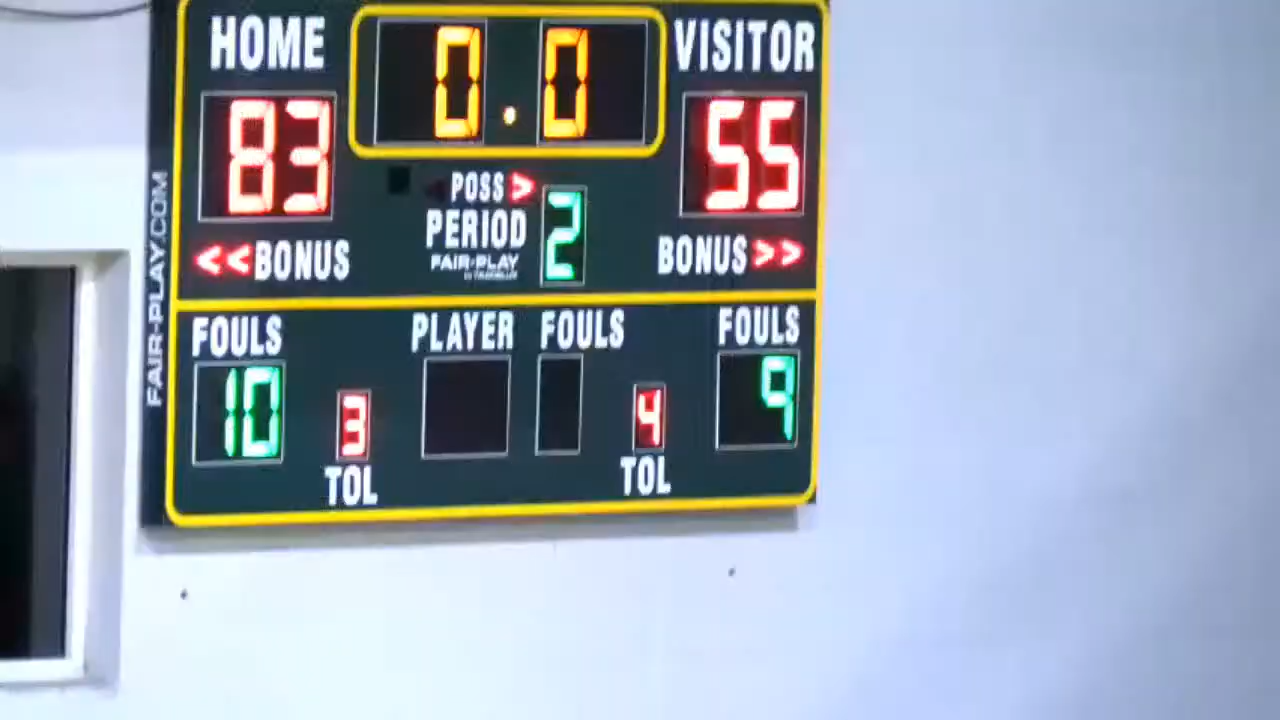 HOME 0.0 VISITOR
83 55
POSS >
PERIOD 2
<< BONUS BONUS >>
FAIR-PLAY
FAIR-PLAY.COM
FOULS PLAYER FOULS FOULS
10 3 4 9
TOL TOL